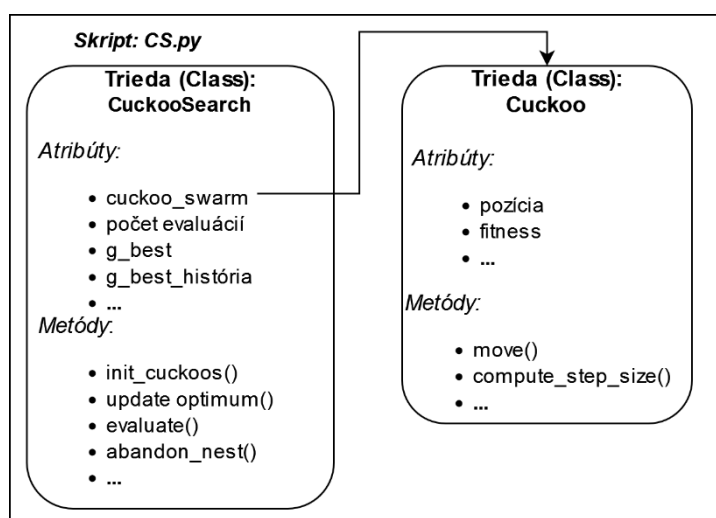 Skript: CS.py
Trieda (Class):
CuckooSearch
Atribúty:
• cuckoo_swarm
• počet evaluácií
• g_best
• g_best_história
• ...
Metódy:
• init_cuckoos()
• update optimum()
• evaluate()
• abandon_nest()
• ...
Trieda (Class):
Cuckoo
Atribúty:
• pozícia
• fitness
• ...
Metódy:
• move()
• compute_step_size()
• ...